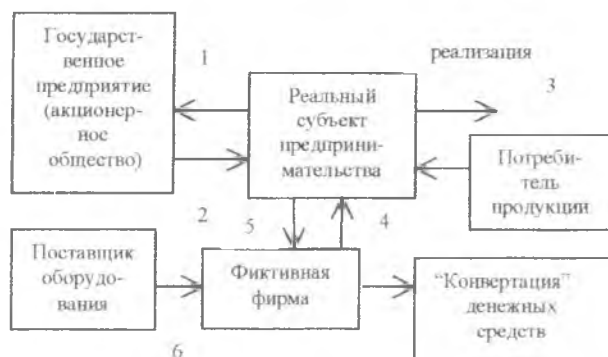 Государст-
венное
предприятие
(акционер-
ное
общество)
1
реализация
3
Реальный
субъект
предприни-
мательства
Потреби-
тель
продукции
2
5
4
Поставщик
оборудо-
вания
Фиктивная
фирма
“Конвертация”
денежных
средств
6